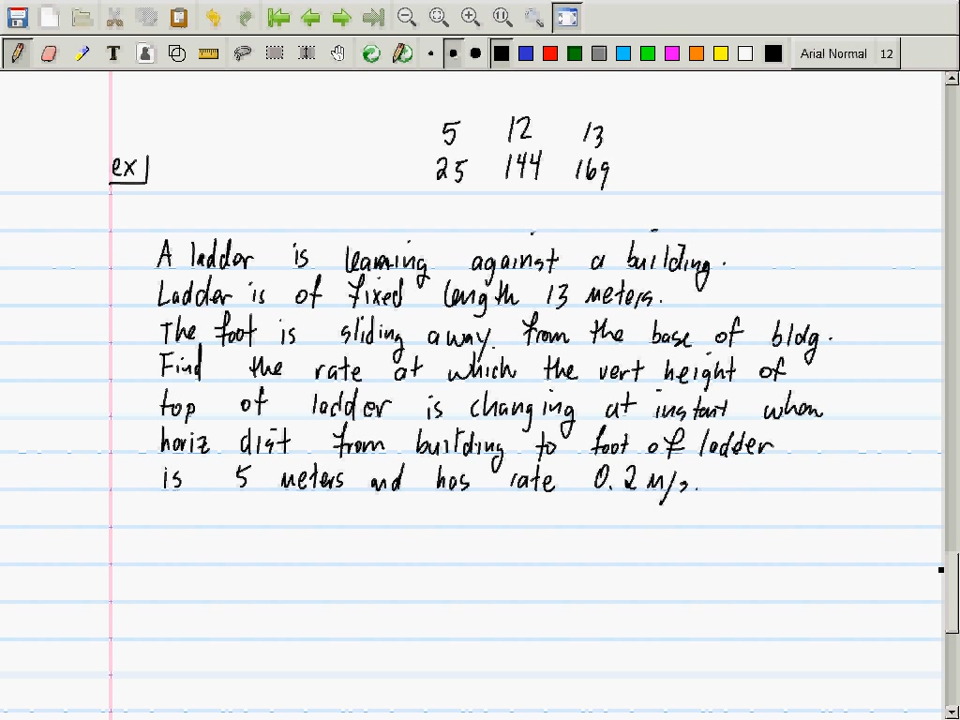 Arial Normal 12
5 12 13
ex 25 144 169
A ladder is leaning against a building.
Ladder is of fixed length 13 meters.
The foot is sliding away from the base of bldg.
Find the rate at which the vert height of
top of ladder is changing at instant when
horiz dist from building to foot of ladder
is 5 meters and has rate 0.2 m/s.